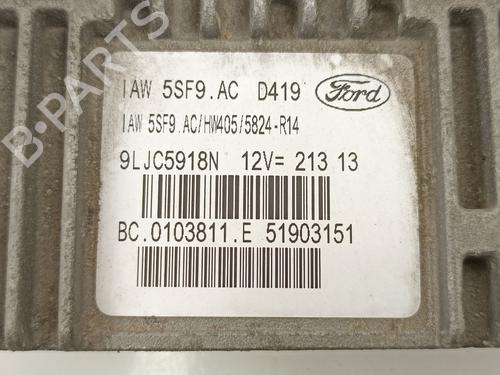 IAW 5SF9.AC D419 Ford
IAW 5SF9.AC/HW405/5824-R14
9LJC5918N 12V= 213 13
BC.0103811.E 51903151
B-PARTS